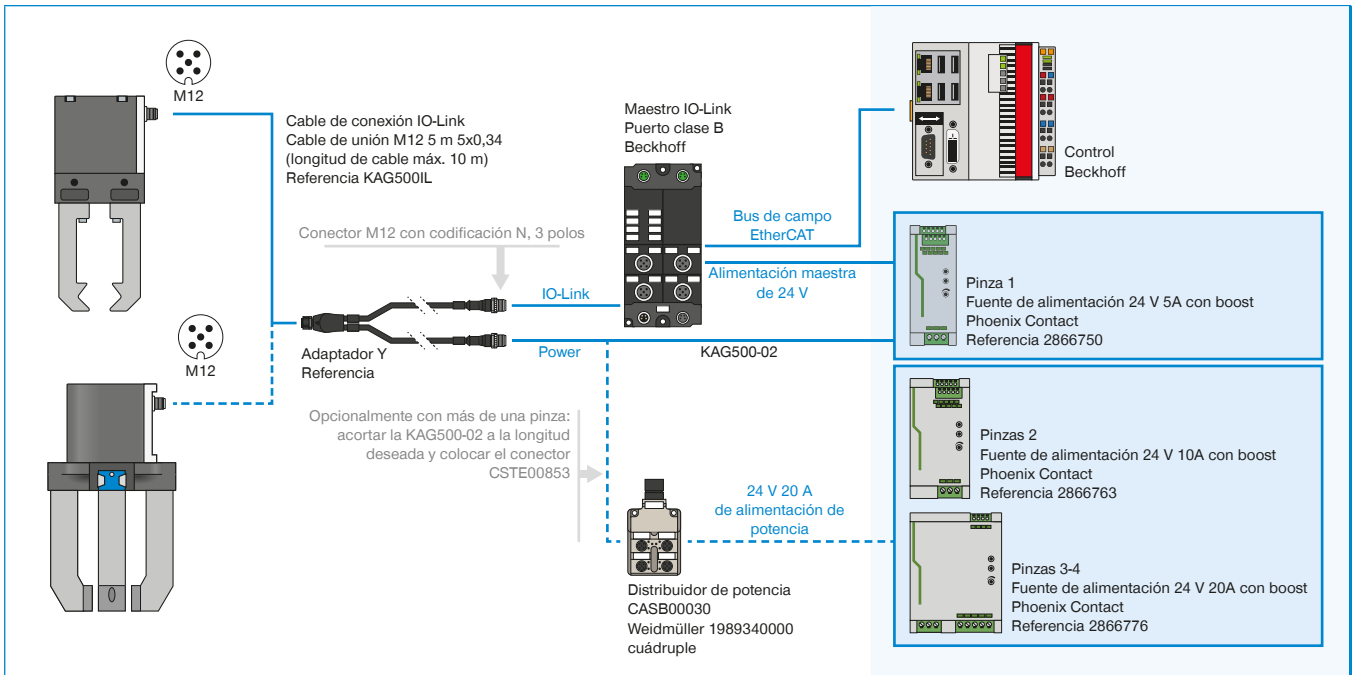 M12
Cable de conexión IO-Link
Cable de unión M12 5 m 5x0,34
(longitud de cable máx. 10 m)
Referencia KAG500IL
Maestro IO-Link
Puerto clase B
Beckhoff
Control
Beckhoff
Conector M12 con codificación N, 3 polos
Bus de campo
EtherCAT
Alimentación maestra
de 24 V
IO-Link
Pinza 1
Fuente de alimentación 24 V 5A con boost
Phoenix Contact
Referencia 2866750
M12
Adaptador Y
Referencia
Power
KAG500-02
Opcionalmente con más de una pinza:
acortar la KAG500-02 a la longitud
deseada y colocar el conector
CSTE00853
Pinzas 2
Fuente de alimentación 24 V 10A con boost
Phoenix Contact
Referencia 2866763
24 V 20 A
de alimentación de
potencia
Distribuidor de potencia
CASB00030
Weidmüller 1989340000
cuádruple
Pinzas 3-4
Fuente de alimentación 24 V 20A con boost
Phoenix Contact
Referencia 2866776